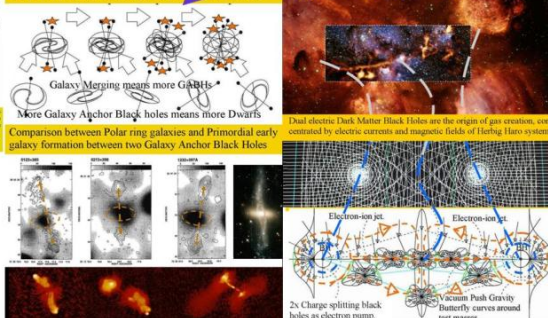 Galaxy Merging means more GABHs
More Galaxy Anchor Black holes means more Dwarfs
Comparison between Polar ring galaxies and Primordial early
galaxy formation between two Galaxy Anchor Black Holes
Dual electric Dark Matter Black Holes are the origin of gas creation, con
centrated by electric currents and magnetic fields of Herbig Haro system
Electron-ion jet.
Electron-ion jet.
2x Charge splitting black
holes as electron pump
Vacuum Push Gravity
Butterfly curves around
test masses